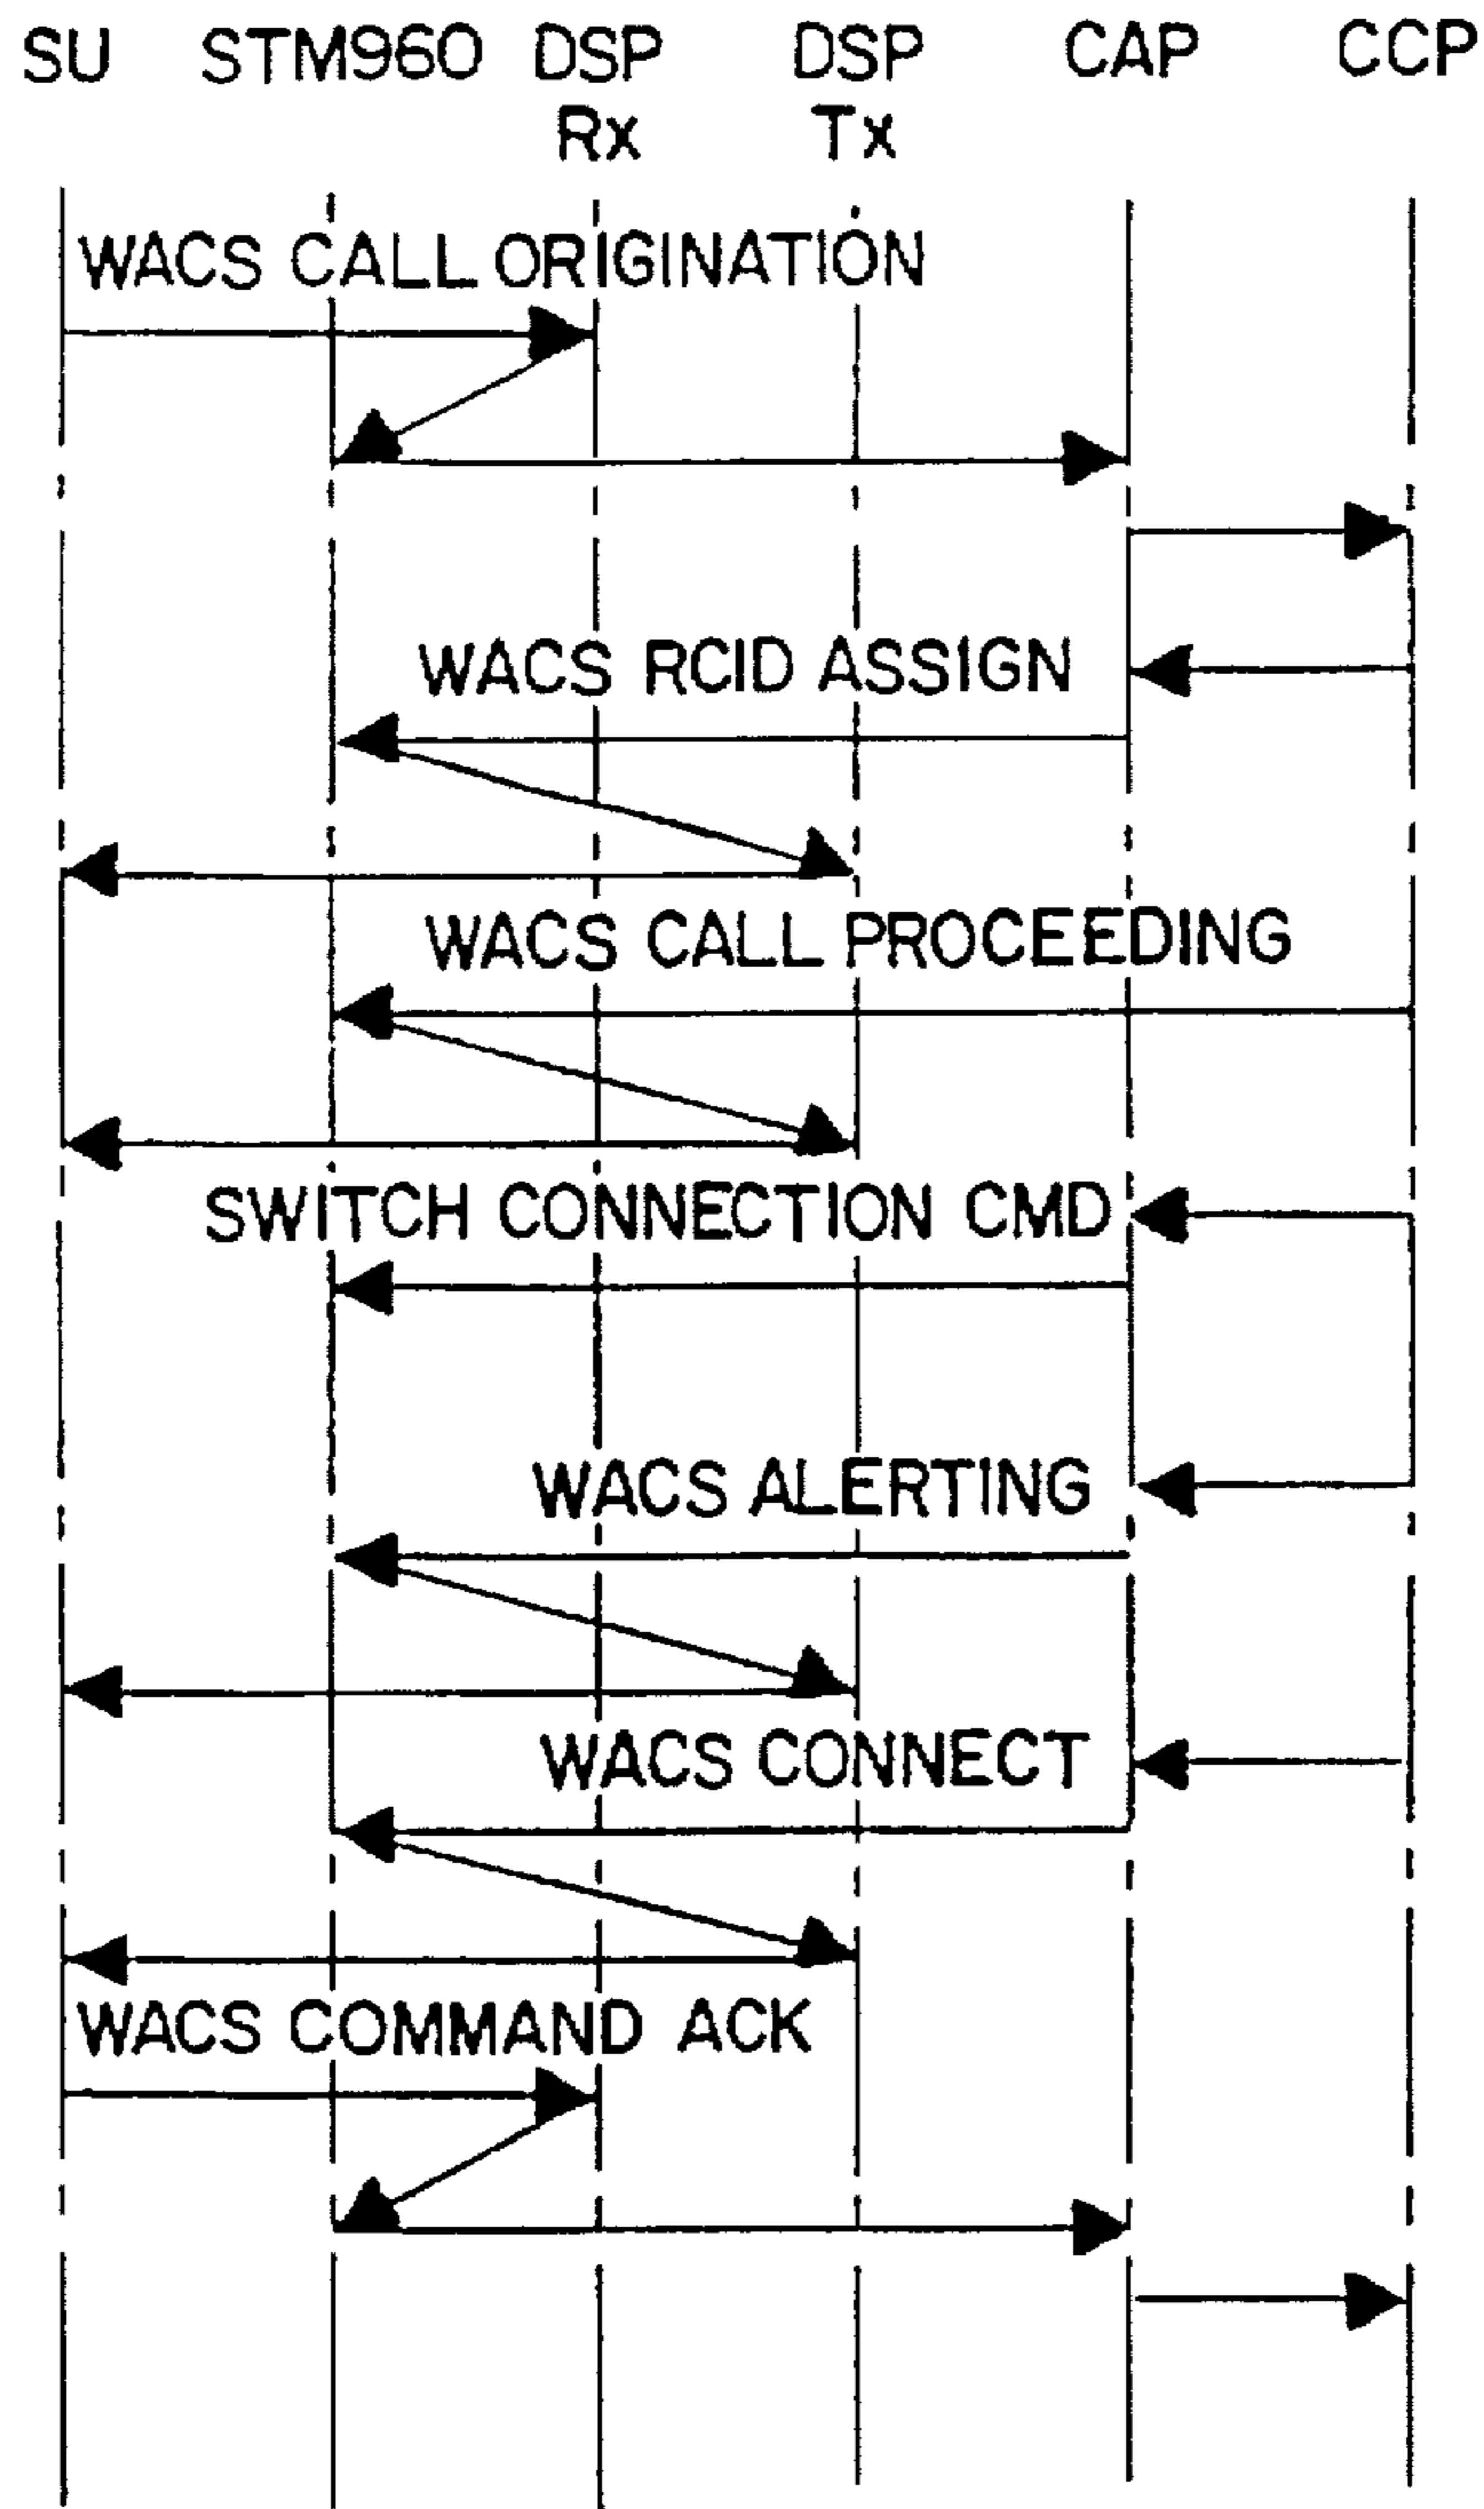 SU STM960 DSP DSP CAP CCP
Rx Tx
WACS CALL ORIGINATION
WACS RCID ASSIGN
WACS CALL PROCEEDING
SWITCH CONNECTION CMD
WACS ALERTING
WACS CONNECT
WACS COMMAND ACK